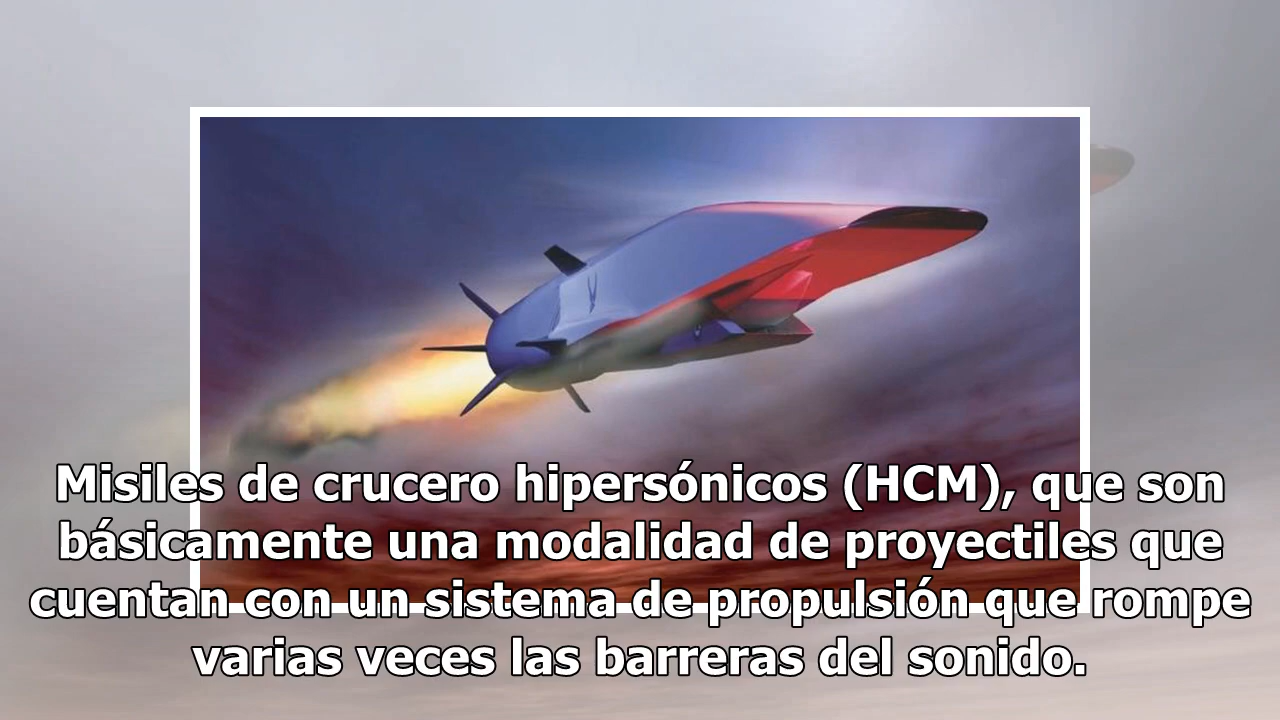 Misiles de crucero hipersónicos (HCM), que son
básicamente una modalidad de proyectiles que
cuentan con un sistema de propulsión que rompe
varias veces las barreras del sonido.